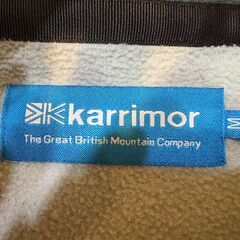 karrimor
The Great British Mountain Company
M